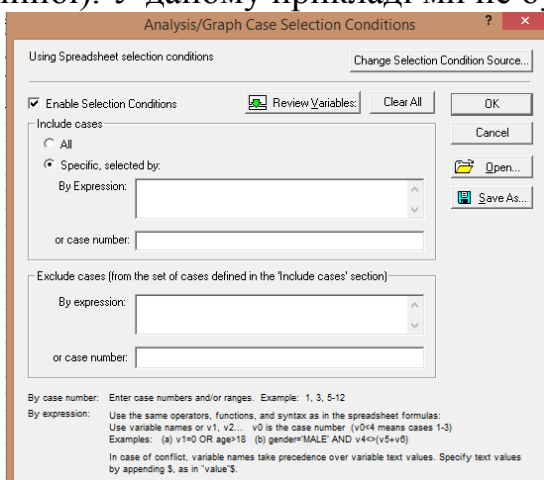 У даному прикладі ми не
Analysis/Graph Case Selection Conditions ? ×
Using Spreadsheet selection conditions
Change Selection Condition Source...
Enable Selection Conditions
Review Variables:
Clear All
OK
Include cases
Cancel
All
Specific, selected by:
Open...
By Expression:
Save As...
or case number:
Exclude cases (from the set of cases defined in the 'Include cases' section)
By expression:
or case number:
By case number: Enter case numbers and/or ranges. Example: 1, 3, 5-12
By expression: Use the same operators, functions, and syntax as in the spreadsheet formulas:
Use variable names or v1, v2... v0 is the case number (v0<4 means cases 1-3)
Examples: (a) v1=0 OR age>18 (b) gender='MALE' AND v4<>(v5+v6)
In case of conflict, variable names take precedence over variable text values. Specify text values
by appending $, as in "value"$.